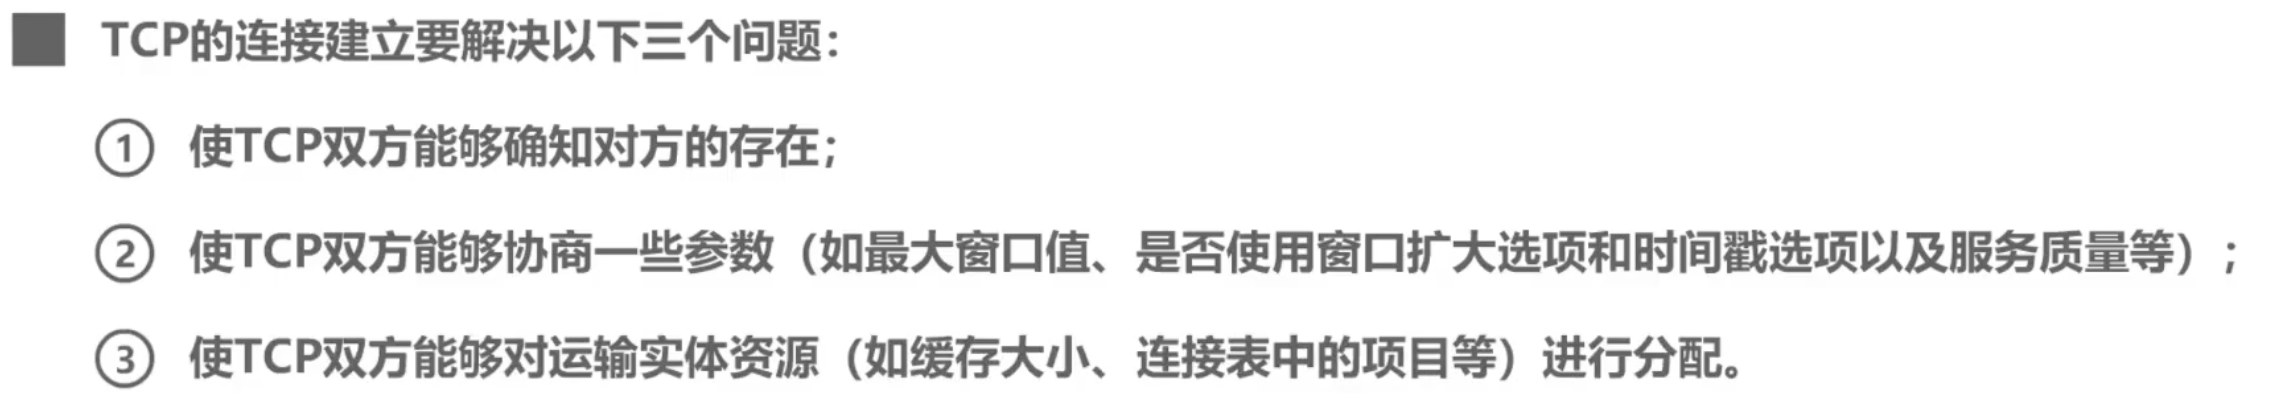 TCP的连接建立要解决以下三个问题：
① 使TCP双方能够确知对方的存在；
② 使TCP双方能够协商一些参数（如最大窗口值、是否使用窗口扩大选项和时间戳选项以及服务质量等）；
③ 使TCP双方能够对运输实体资源（如缓存大小、连接表中的项目等）进行分配。